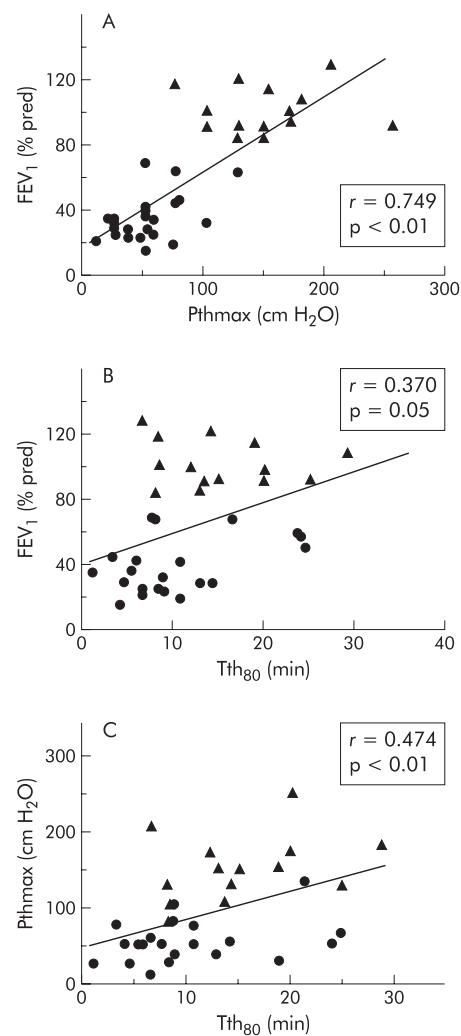 A
FEV₁ (% pred)
120
80
40
0
r = 0.749
p < 0.01
0 100 200 300
Pthmax (cm H₂O)
B
FEV₁ (% pred)
120
80
40
0
r = 0.370
p = 0.05
0 10 20 30 40
Tth₈₀ (min)
C
Pthmax (cm H₂O)
300
200
100
0
r = 0.474
p < 0.01
0 10 20 30
Tth₈₀ (min)